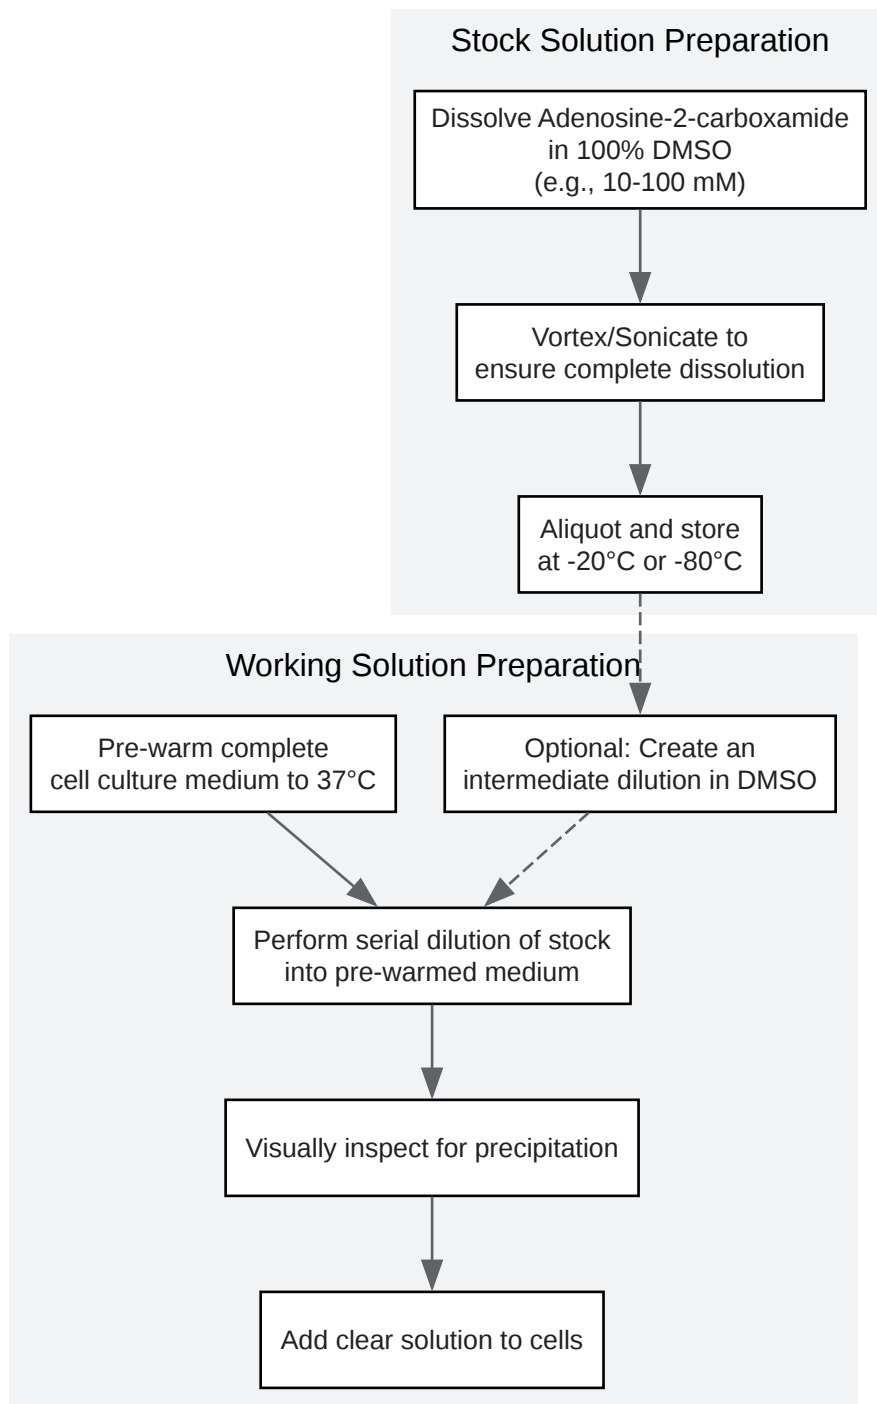 Stock Solution Preparation
Dissolve Adenosine-2-carboxamide
in 100% DMSO
(e.g., 10-100 mM)
Vortex/Sonicate to
ensure complete dissolution
Aliquot and store
at -20°C or -80°C
Working Solution Preparation
Pre-warm complete
cell culture medium to 37°C
Optional: Create an
intermediate dilution in DMSO
Perform serial dilution of stock
into pre-warmed medium
Visually inspect for precipitation
Add clear solution to cells